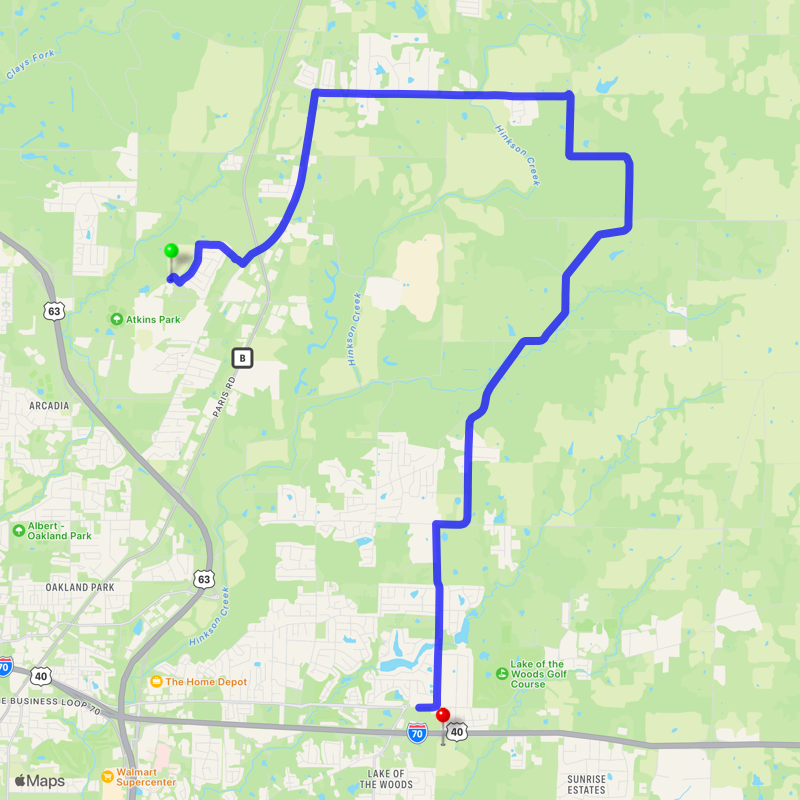 Clays Fork
Hinkson Creek
63
Atkins Park
Hinkson Creek
B
PARIS RD
ARCADIA
Albert -
Oakland Park
63
OAKLAND PARK
Hinkson Creek
70
40
The Home Depot
Lake of the
Woods Golf
Course
E BUSINESS LOOP 70
70
40
Maps
Walmart
Supercenter
LAKE OF
THE WOODS
SUNRISE
ESTATES